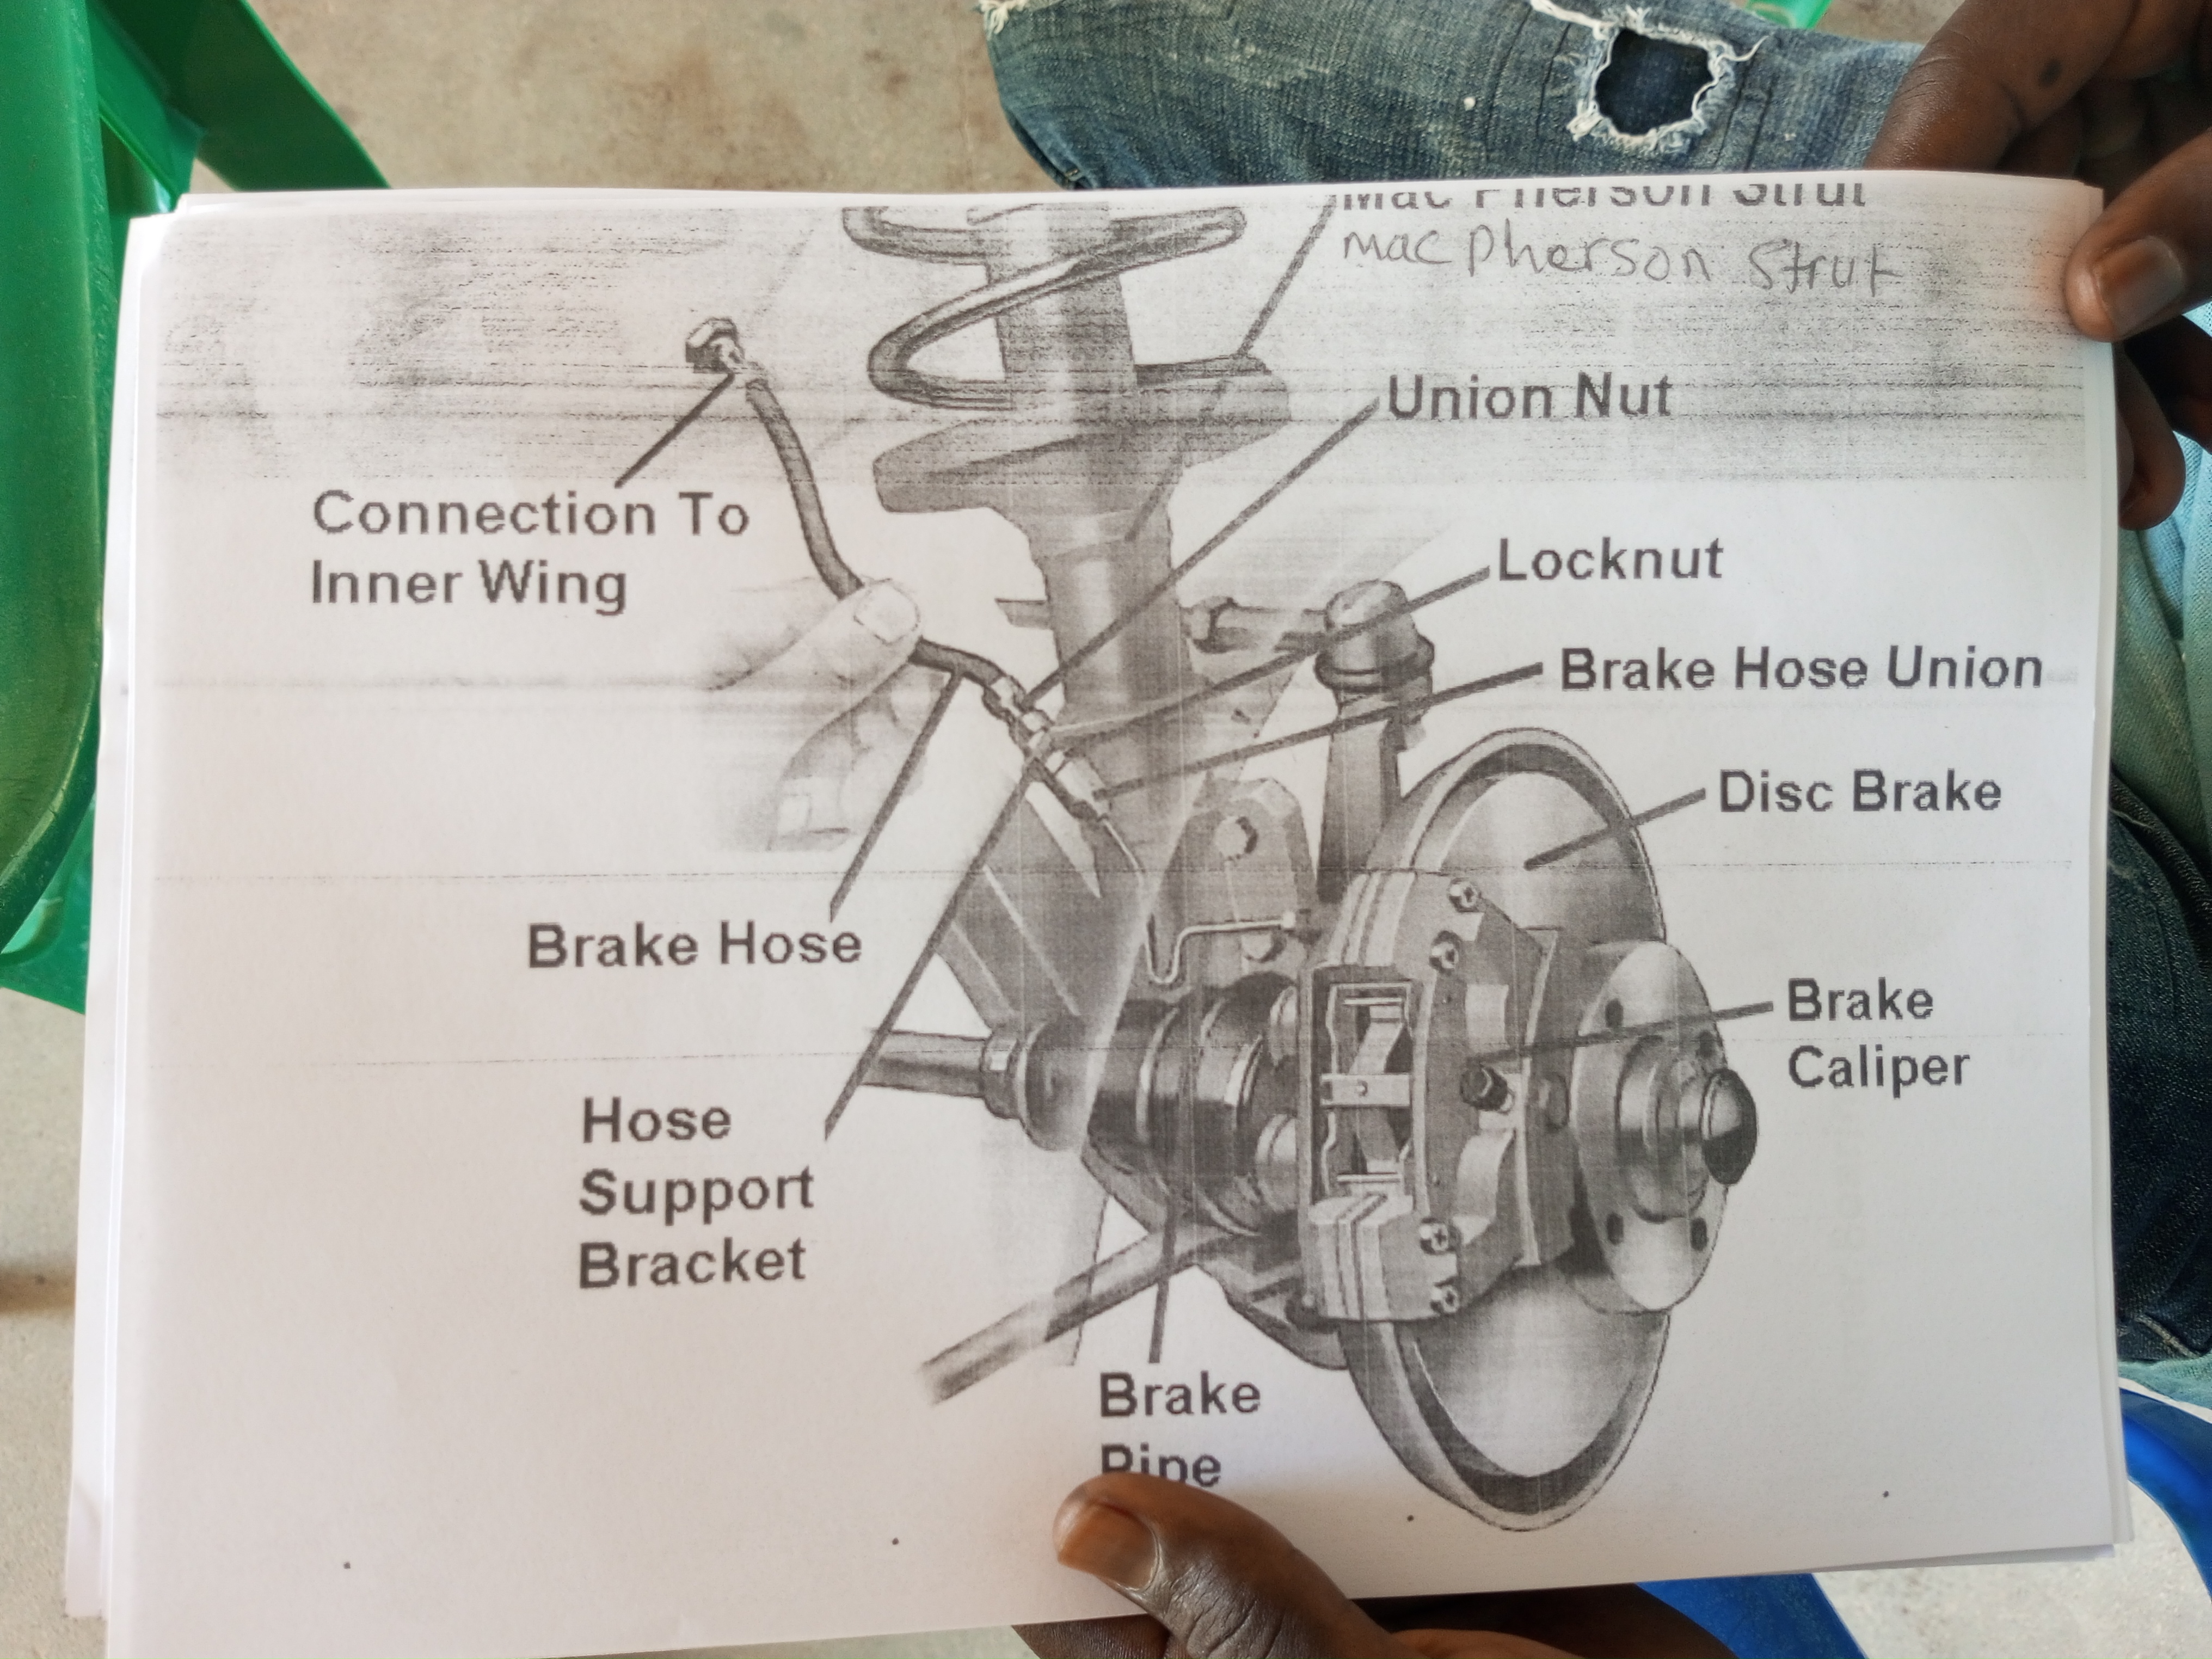 Mac Pherson Strut
mac Pherson Strut
Union Nut
Connection To
Inner Wing
Locknut
Brake Hose Union
Disc Brake
Brake Hose
Brake
Caliper
Hose
Support
Bracket
Brake
Pipe